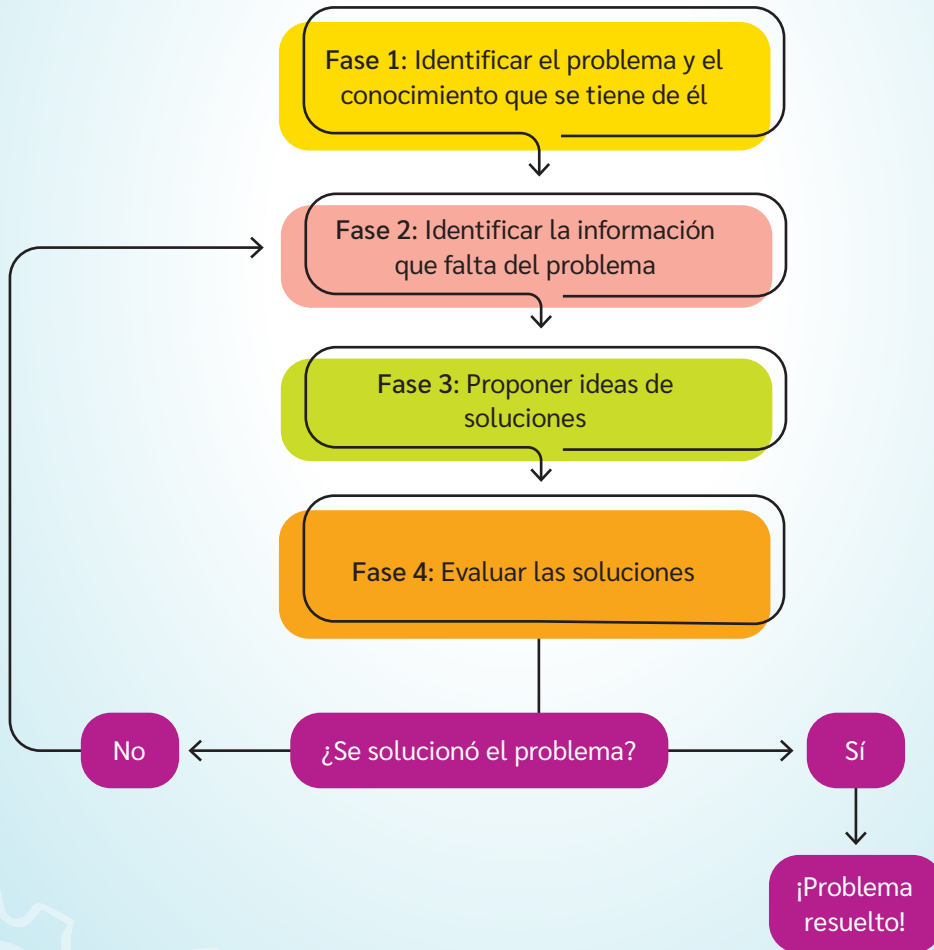 Fase 1: Identificar el problema y el
conocimiento que se tiene de él
Fase 2: Identificar la información
que falta del problema
Fase 3: Proponer ideas de
soluciones
Fase 4: Evaluar las soluciones
No
¿Se solucionó el problema?
Sí
¡Problema
resuelto!